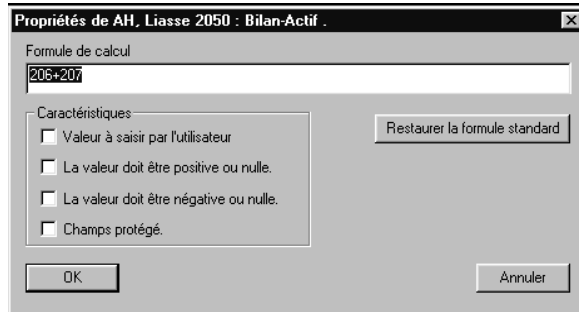 Propriétés de AH, Liasse 2050 : Bilan-Actif .
Formule de calcul
206+207
Caractéristiques
Valeur à saisir par l'utilisateur
Restaurer la formule standard
La valeur doit être positive ou nulle.
La valeur doit être négative ou nulle.
Champs protégé.
OK
Annuler